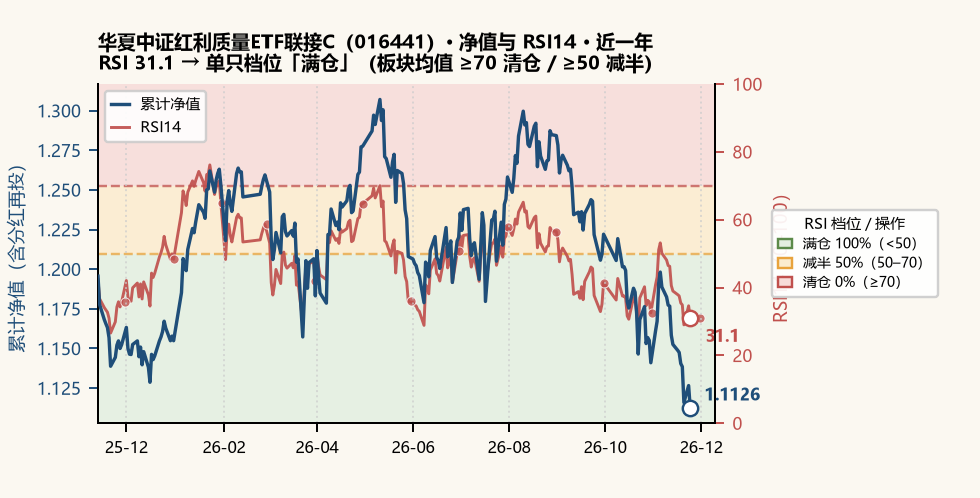 华夏中证红利质量ETF联接C（016441）·净值与 RSI14·近一年
RSI 31.1 → 单只档位「满仓」（板块均值 ≥70 清仓 / ≥50 减半）
累计净值
RSI14
累计净值（含分红再投）
1.300
1.275
1.250
1.225
1.200
1.175
1.150
1.125
100
80
60
40
20
0
RSI
RSI 档位 / 操作
满仓 100%（<50）
减半 50%（50–70）
清仓 0%（≥70）
31.1
1.1126
25-12
26-02
26-04
26-06
26-08
26-10
26-12